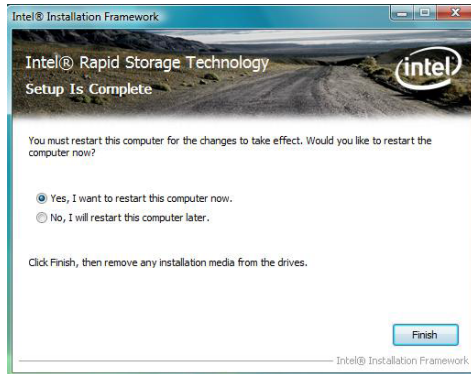 Intel® Installation Framework
Intel® Rapid Storage Technology
Setup Is Complete
intel
You must restart this computer for the changes to take effect. Would you like to restart the
computer now?
Yes, I want to restart this computer now.
No, I will restart this computer later.
Click Finish, then remove any installation media from the drives.
Finish
Intel® Installation Framework